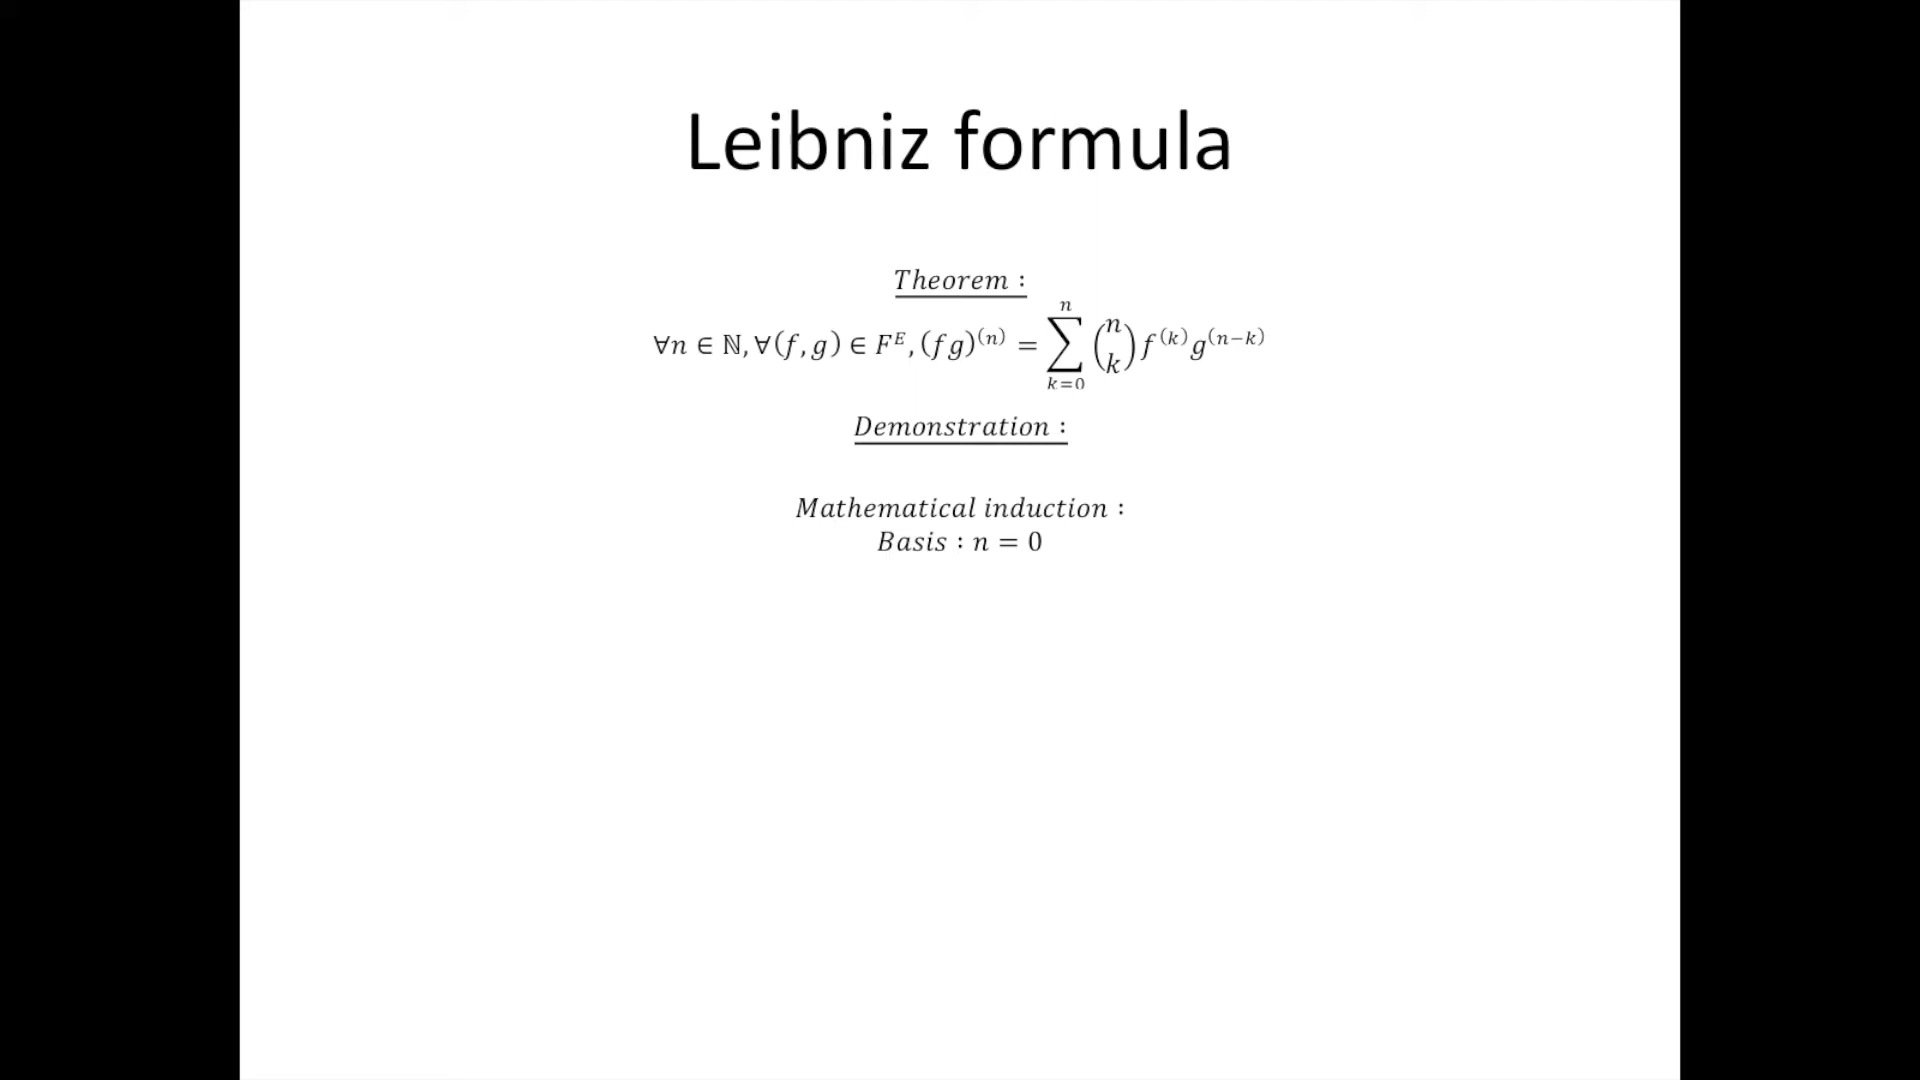 Leibniz formula
Theorem :
∀n ∈ ℕ, ∀(f, g) ∈ F^E, (fg)^(n) = ∑_{k=0}^{n} (n k) f^(k) g^(n−k)
Demonstration :
Mathematical induction :
Basis : n = 0